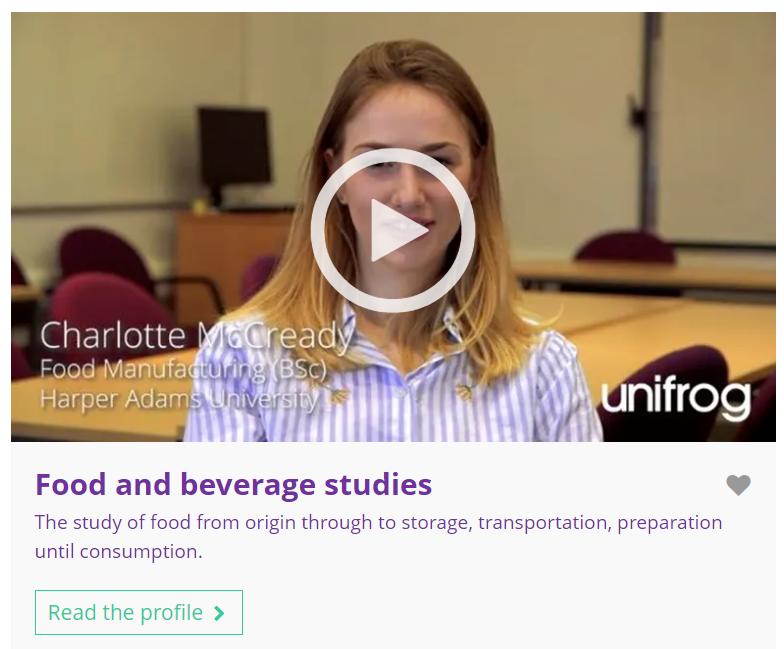 Charlotte McCready
Food Manufacturing (BSc)
Harper Adams University
unifrog
Food and beverage studies
The study of food from origin through to storage, transportation, preparation
until consumption.
Read the profile